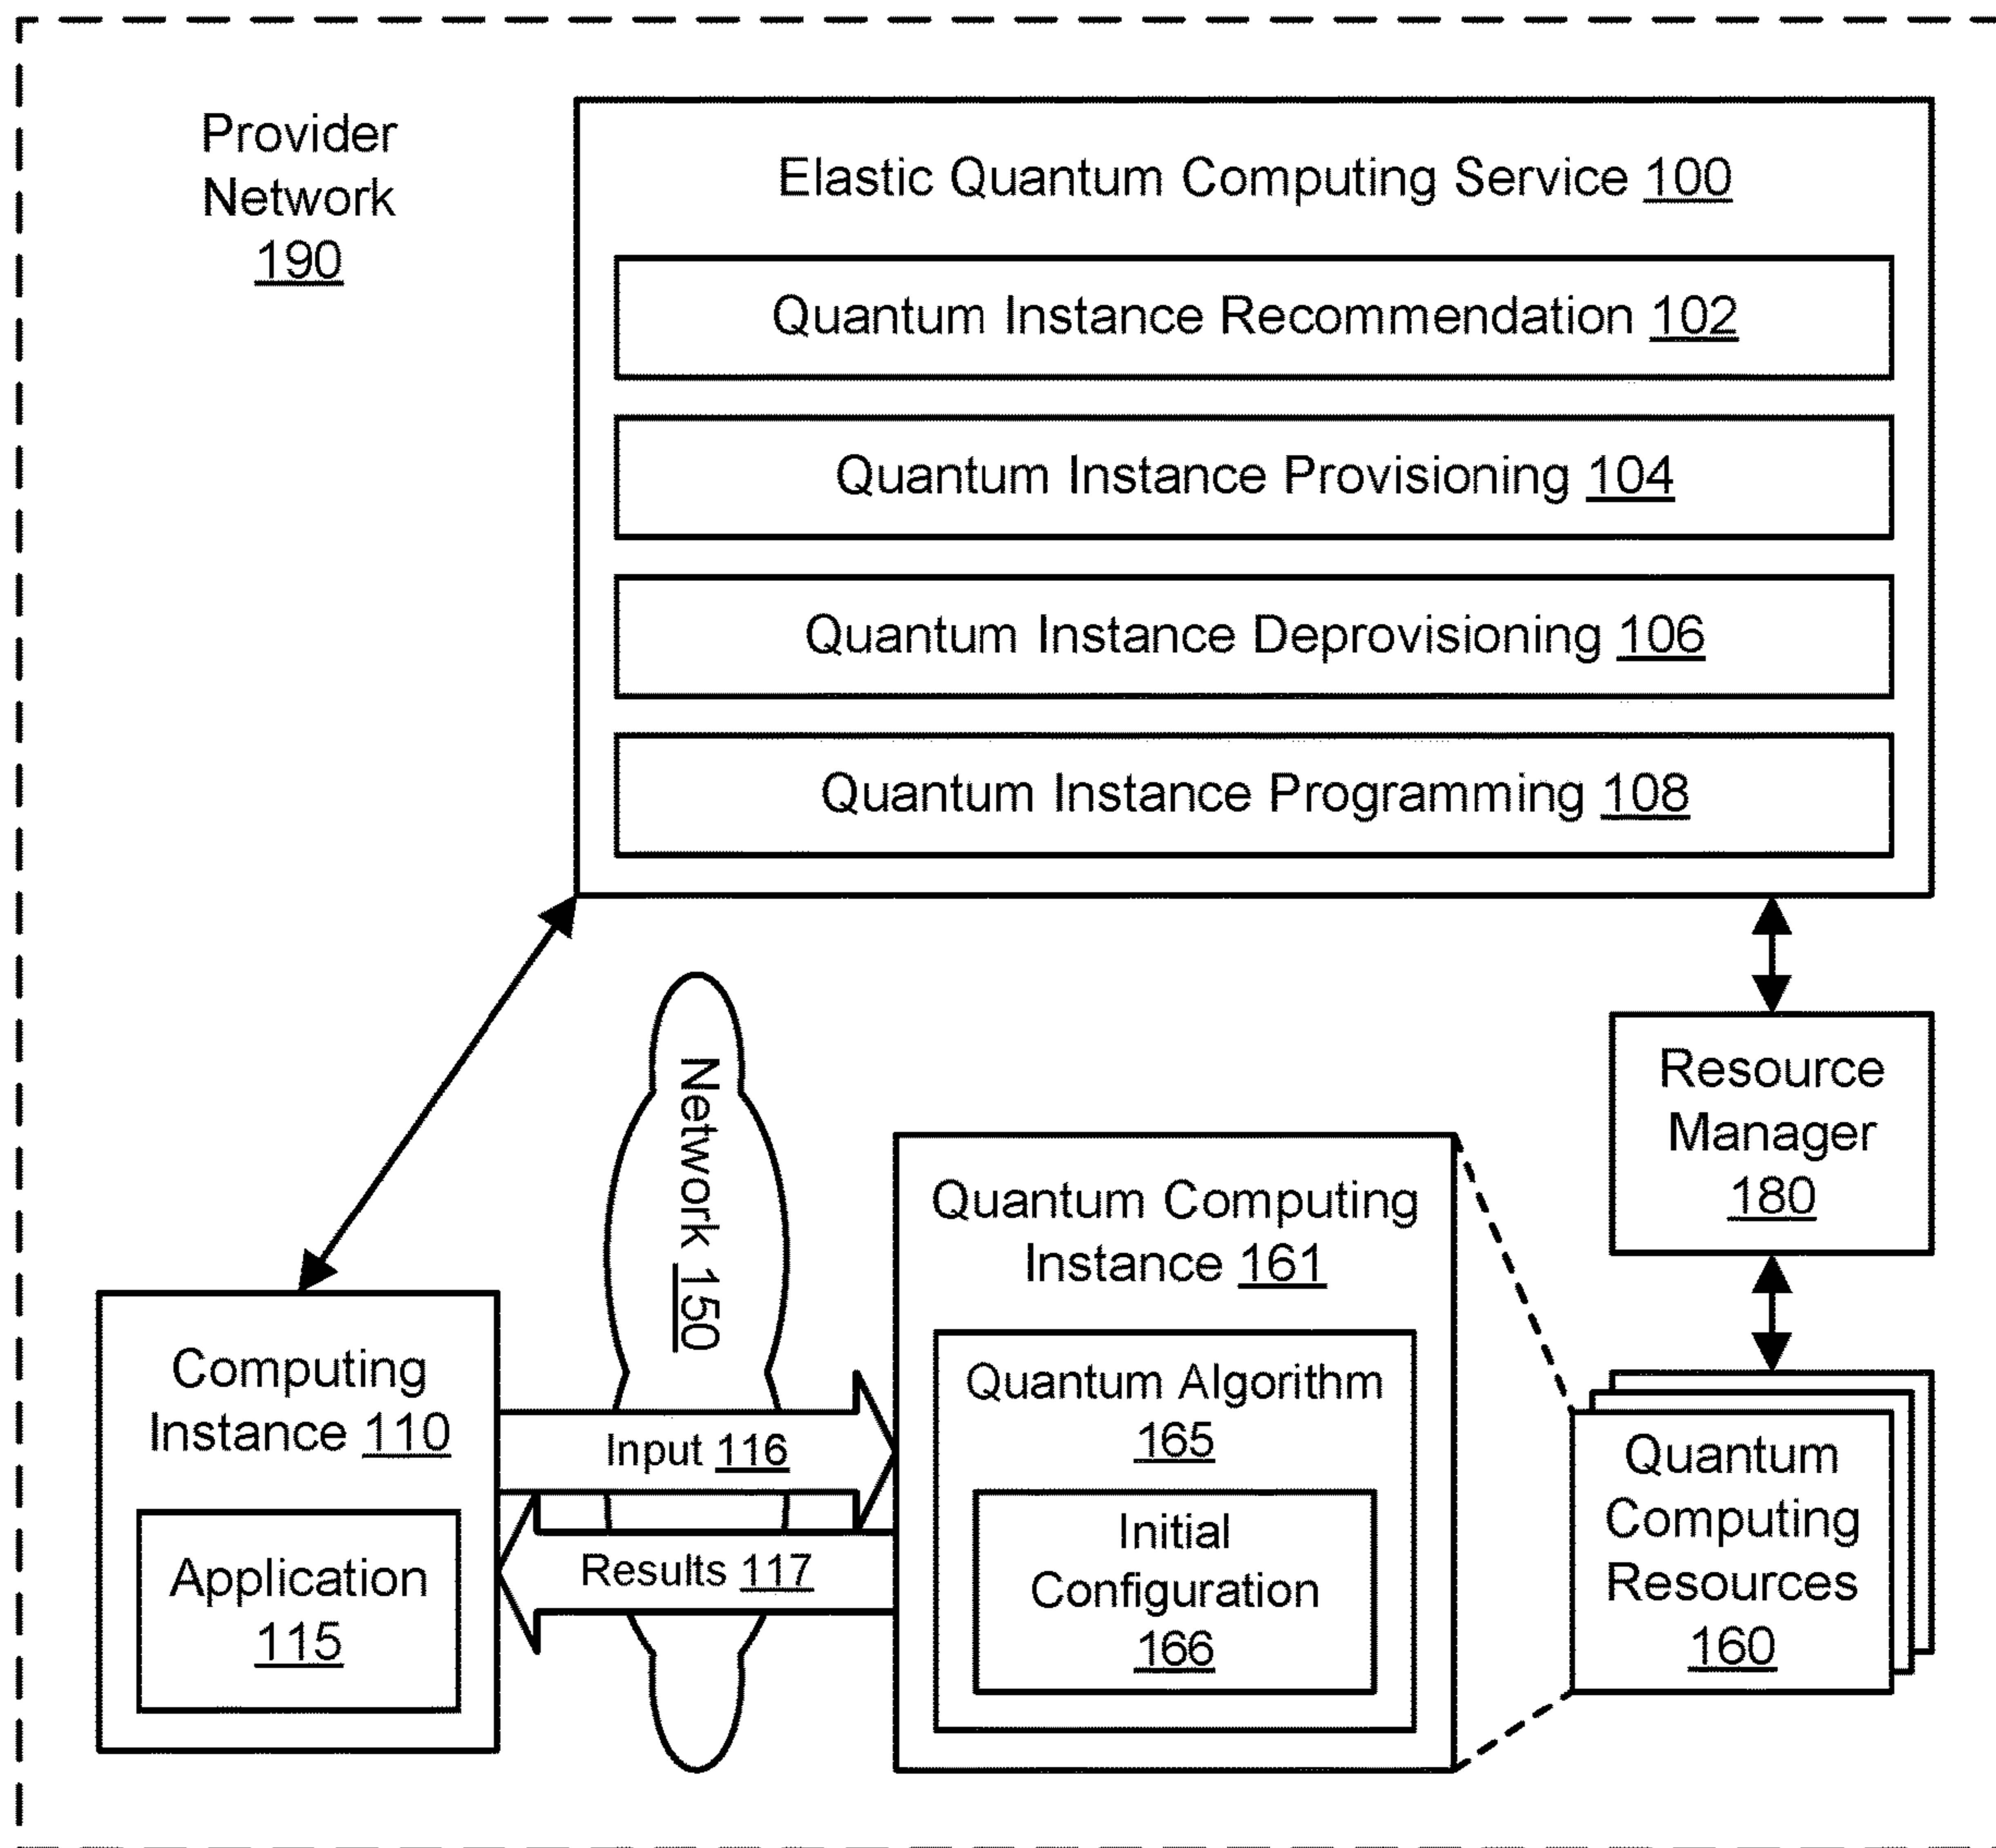 Provider
Network
190
Elastic Quantum Computing Service 100
Quantum Instance Recommendation 102
Quantum Instance Provisioning 104
Quantum Instance Deprovisioning 106
Quantum Instance Programming 108
Network 150
Resource
Manager
180
Quantum Computing
Instance 161
Computing
Instance 110
Application
115
Input 116
Results 117
Quantum Algorithm
165
Initial
Configuration
166
Quantum
Computing
Resources
160